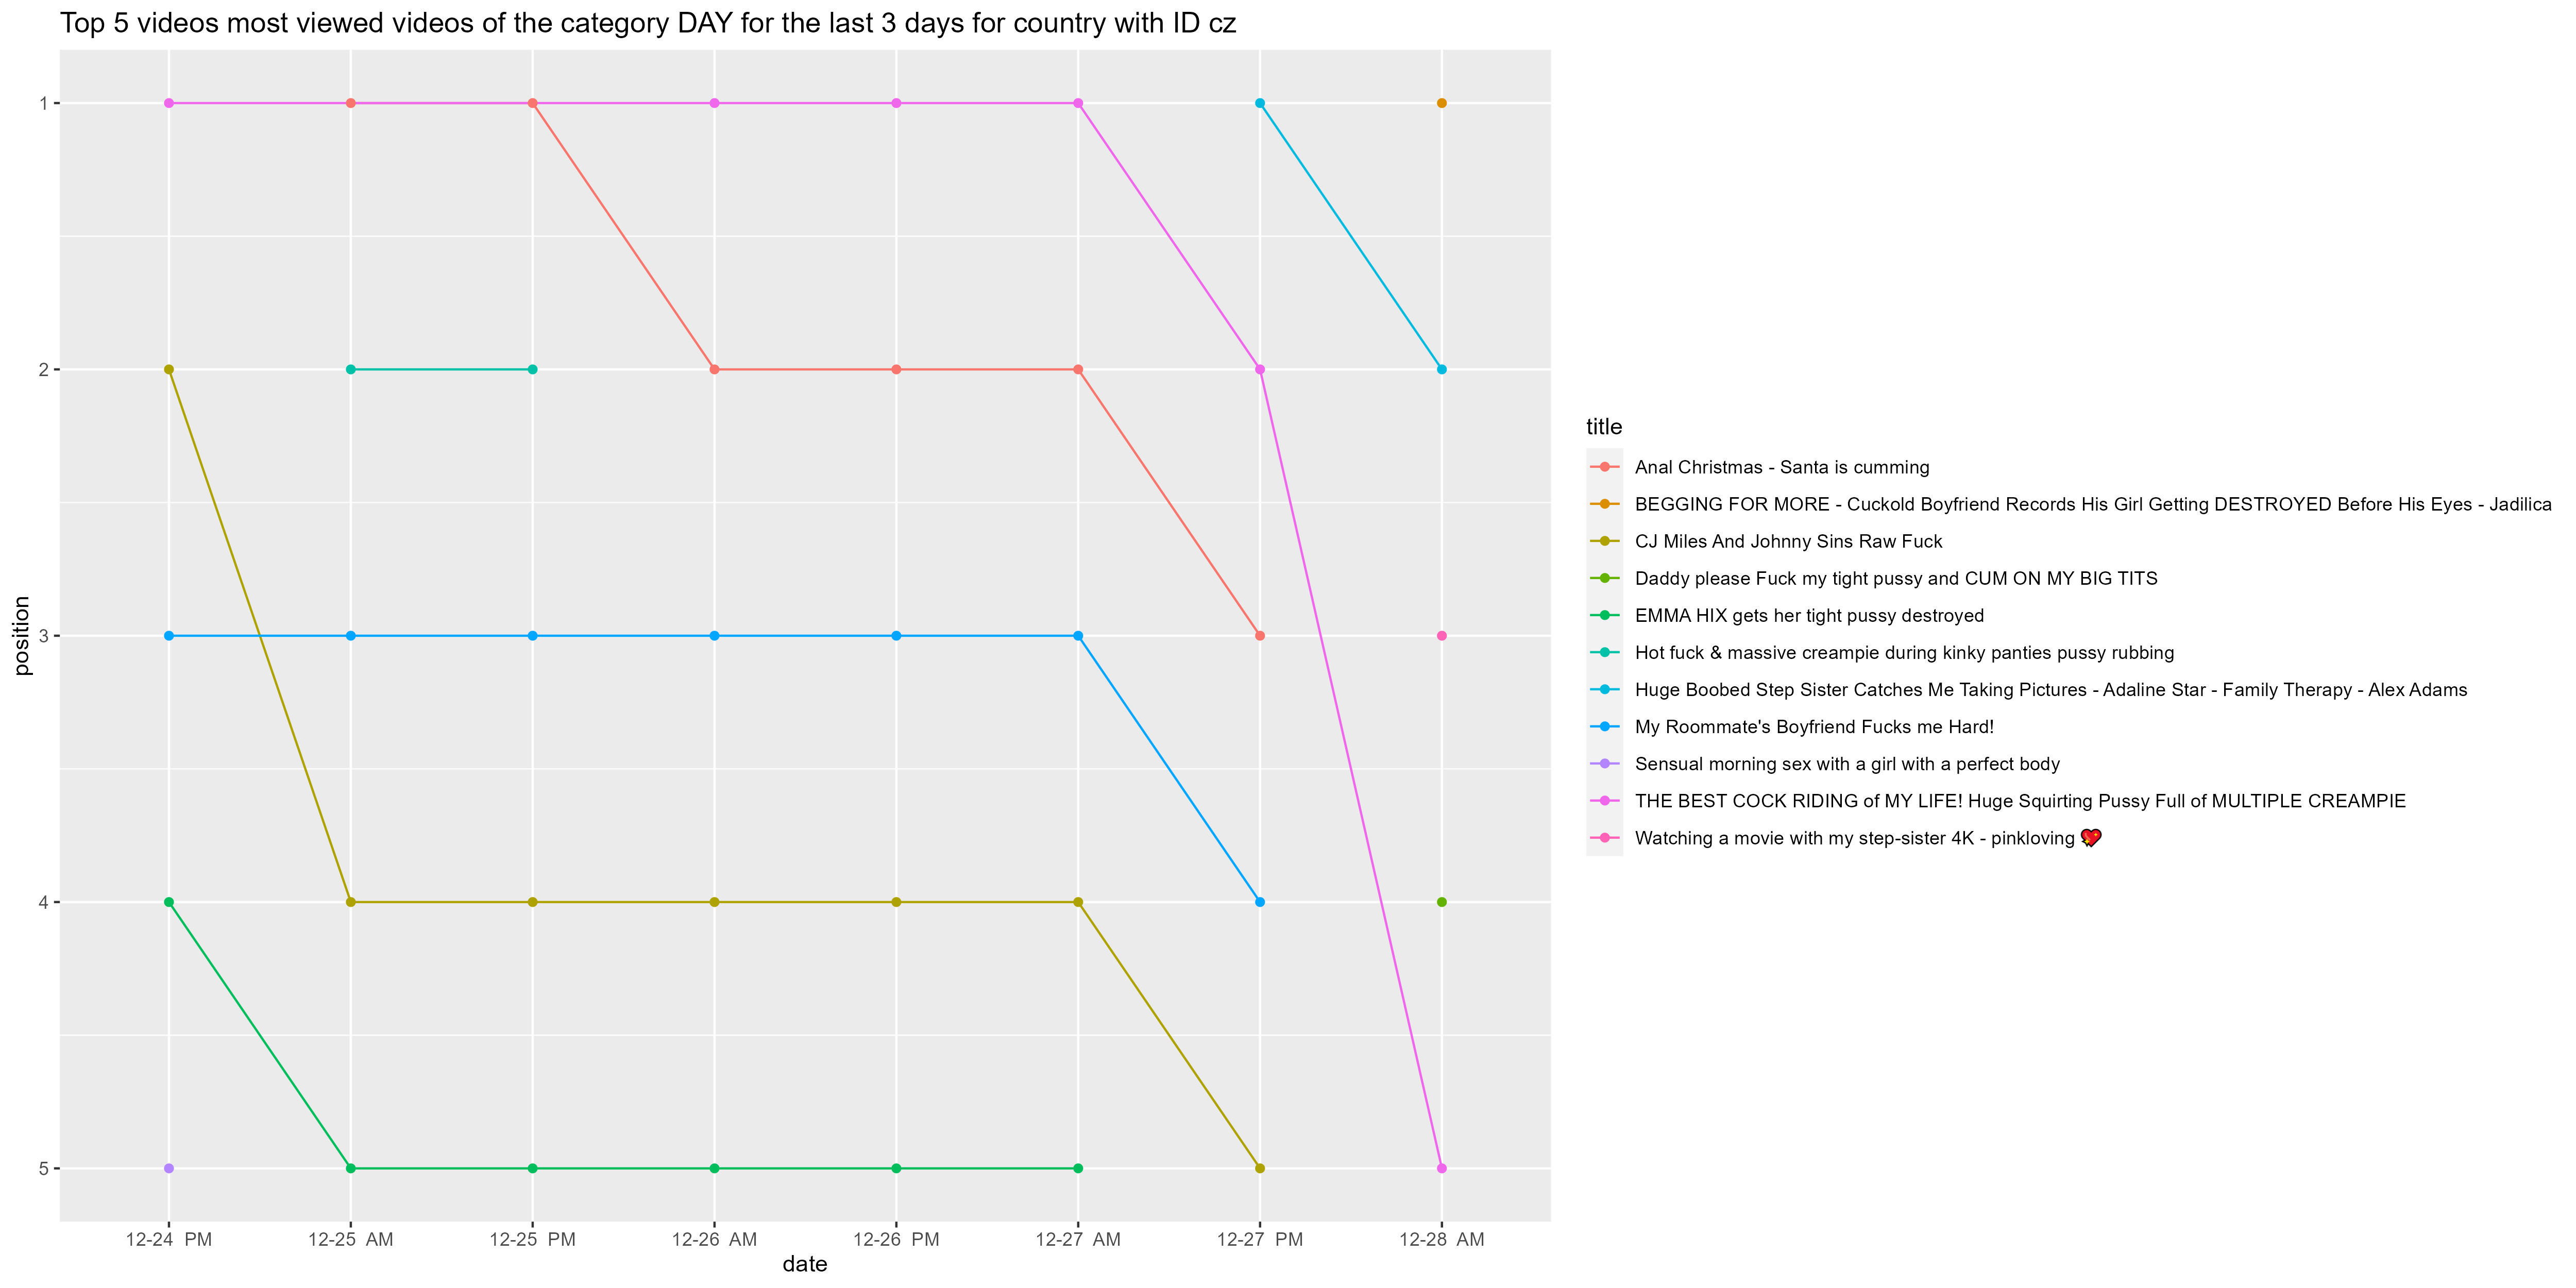 Top 5 videos most viewed videos of the category DAY for the last 3 days for country with ID cz
position
1
2
3
4
5
12-24 PM
12-25 AM
12-25 PM
12-26 AM
12-26 PM
12-27 AM
12-27 PM
12-28 AM
date
title
Anal Christmas - Santa is cumming
BEGGING FOR MORE - Cuckold Boyfriend Records His Girl Getting DESTROYED Before His Eyes - Jadilica
CJ Miles And Johnny Sins Raw Fuck
Daddy please Fuck my tight pussy and CUM ON MY BIG TITS
EMMA HIX gets her tight pussy destroyed
Hot fuck & massive creampie during kinky panties pussy rubbing
Huge Boobed Step Sister Catches Me Taking Pictures - Adaline Star - Family Therapy - Alex Adams
My Roommate's Boyfriend Fucks me Hard!
Sensual morning sex with a girl with a perfect body
THE BEST COCK RIDING of MY LIFE! Huge Squirting Pussy Full of MULTIPLE CREAMPIE
Watching a movie with my step-sister 4K - pinkloving 💖